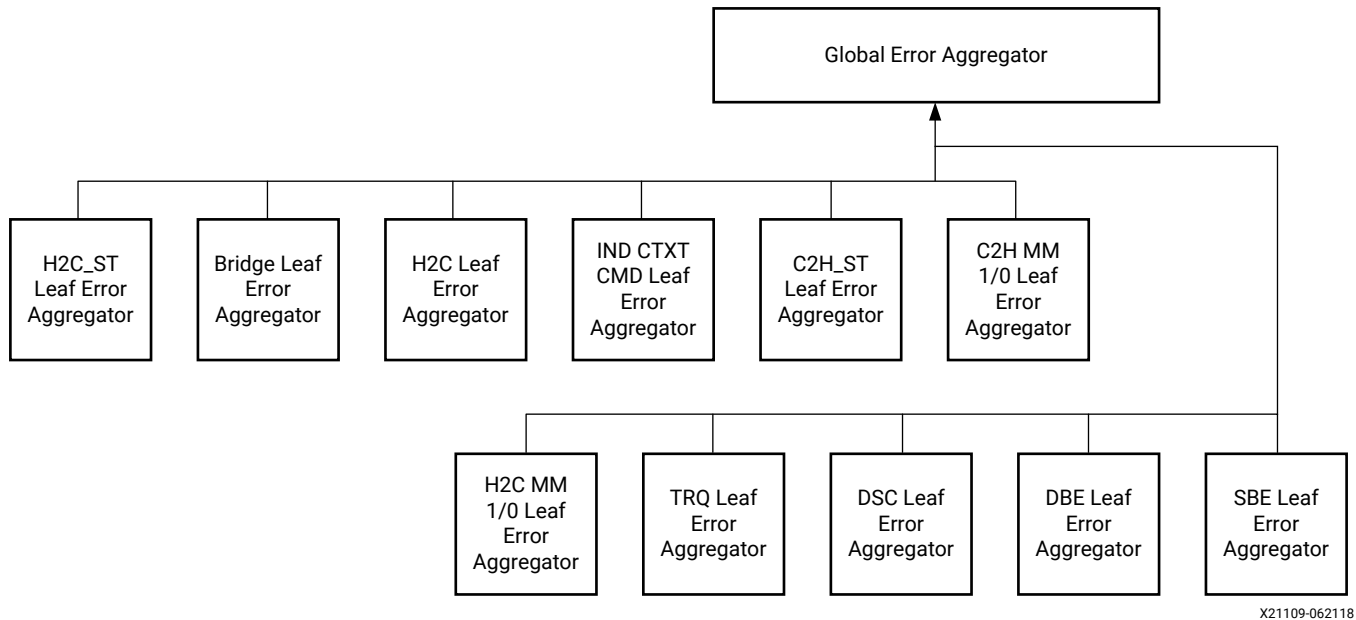 Global Error Aggregator
H2C_ST
Leaf Error
Aggregator
Bridge Leaf
Error
Aggregator
H2C Leaf
Error
Aggregator
IND CTXT
CMD Leaf
Error
Aggregator
C2H_ST
Leaf Error
Aggregator
C2H MM
1/0 Leaf
Error
Aggregator
H2C MM
1/0 Leaf
Error
Aggregator
TRQ Leaf
Error
Aggregator
DSC Leaf
Error
Aggregator
DBE Leaf
Error
Aggregator
SBE Leaf
Error
Aggregator
X21109-062118